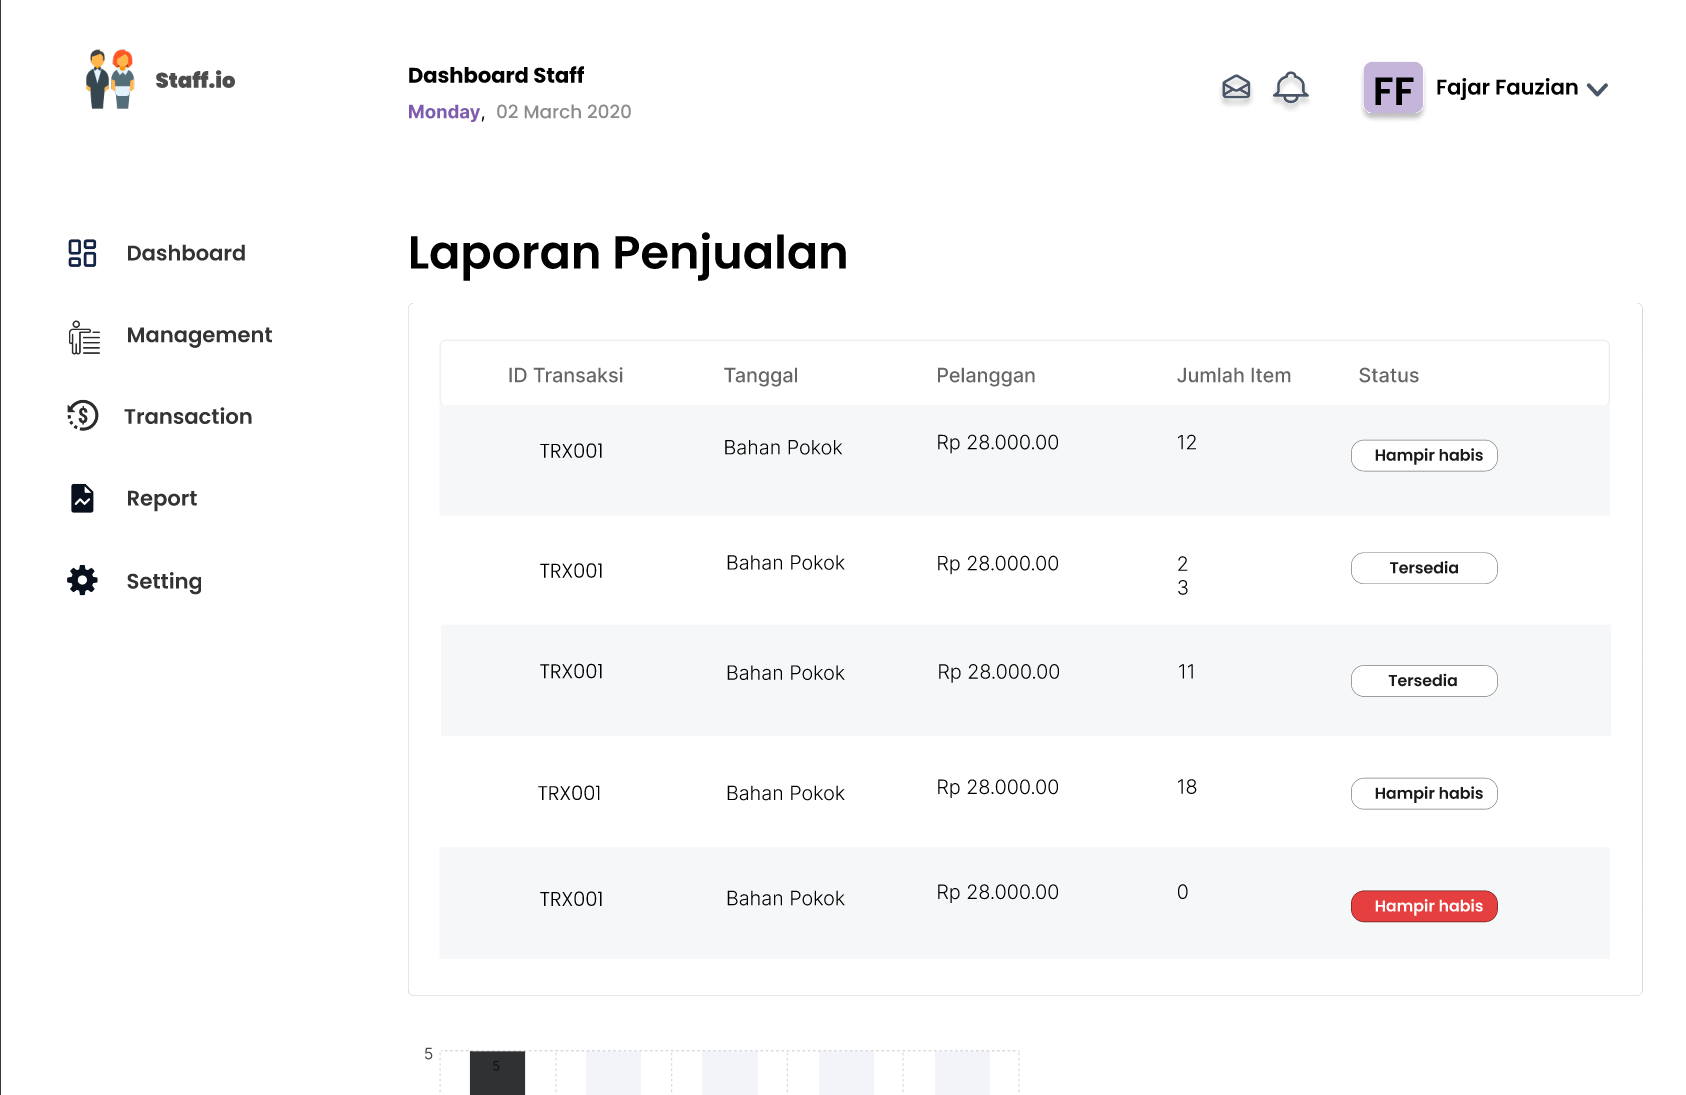 Staff.io
Dashboard Staff
Monday, 02 March 2020
FF
Fajar Fauzian
Dashboard
Management
Transaction
Report
Setting
Laporan Penjualan
ID Transaksi Tanggal Pelanggan Jumlah Item Status
TRX001 Bahan Pokok Rp 28.000.00 12 Hampir habis
TRX001 Bahan Pokok Rp 28.000.00 2 Tersedia
3
TRX001 Bahan Pokok Rp 28.000.00 11 Tersedia
TRX001 Bahan Pokok Rp 28.000.00 18 Hampir habis
TRX001 Bahan Pokok Rp 28.000.00 0 Hampir habis
5
5